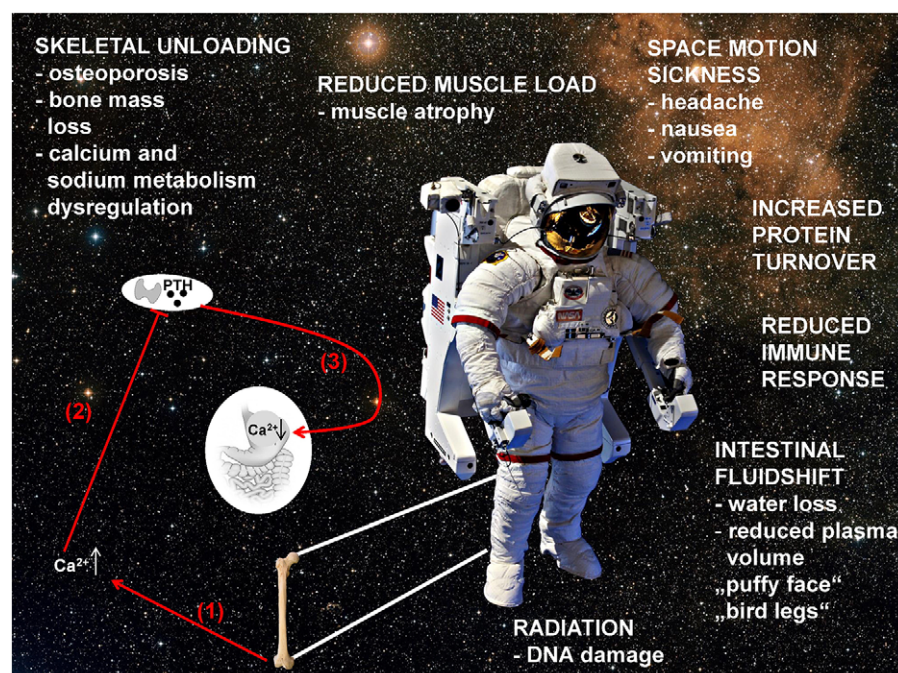 SKELETAL UNLOADING
- osteoporosis
- bone mass
loss
- calcium and
sodium metabolism
dysregulation
REDUCED MUSCLE LOAD
- muscle atrophy
SPACE MOTION
SICKNESS
- headache
- nausea
- vomiting
INCREASED
PROTEIN
TURNOVER
REDUCED
IMMUNE
RESPONSE
INTESTINAL
FLUIDSHIFT
- water loss
- reduced plasma
volume
„puffy face“
„bird legs“
RADIATION
- DNA damage
PTH
(3)
(2)
Ca²⁺↓
Ca²⁺↑
(1)
NASA